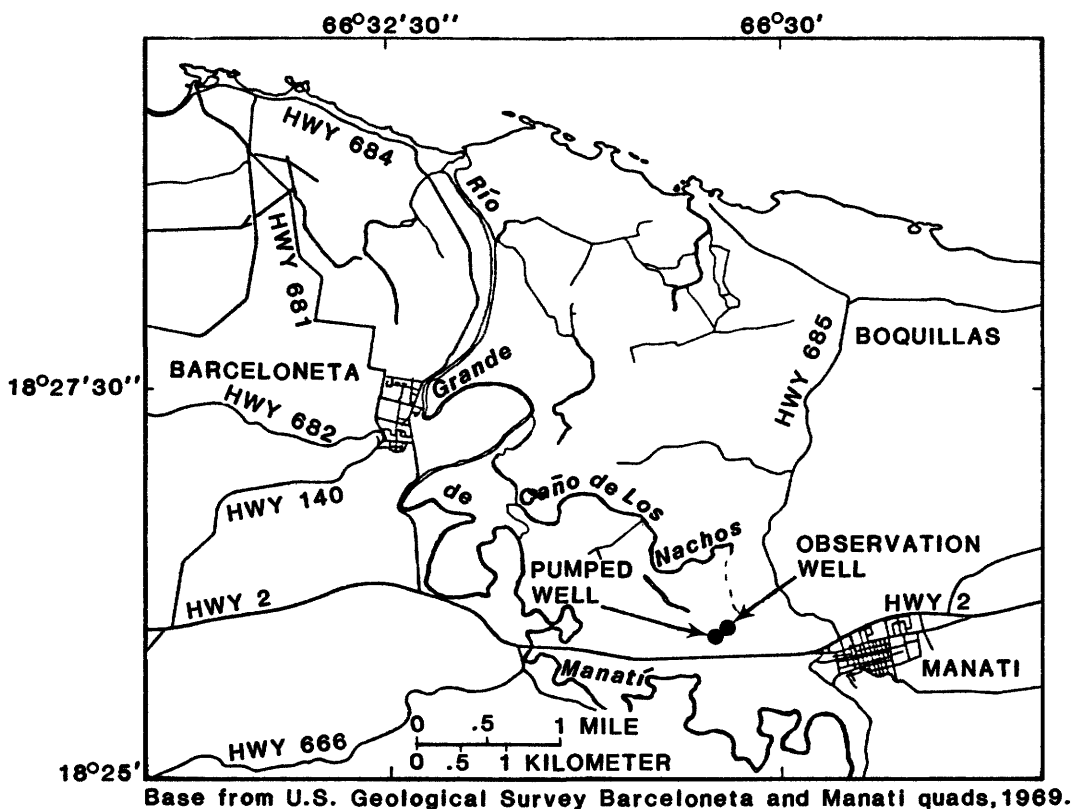 66°32'30"
66°30'
HWY 684
Río
HWY 681
HWY 685
BOQUILLAS
BARCELONETA
Grande
18°27'30"
HWY 682
HWY 140
de
Caño de Los
Nachos
OBSERVATION
WELL
PUMPED
WELL
HWY 2
HWY 2
Manatí
MANATI
0 .5 1 MILE
0 .5 1 KILOMETER
HWY 666
18°25'
Base from U.S. Geological Survey Barceloneta and Manati quads, 1969.